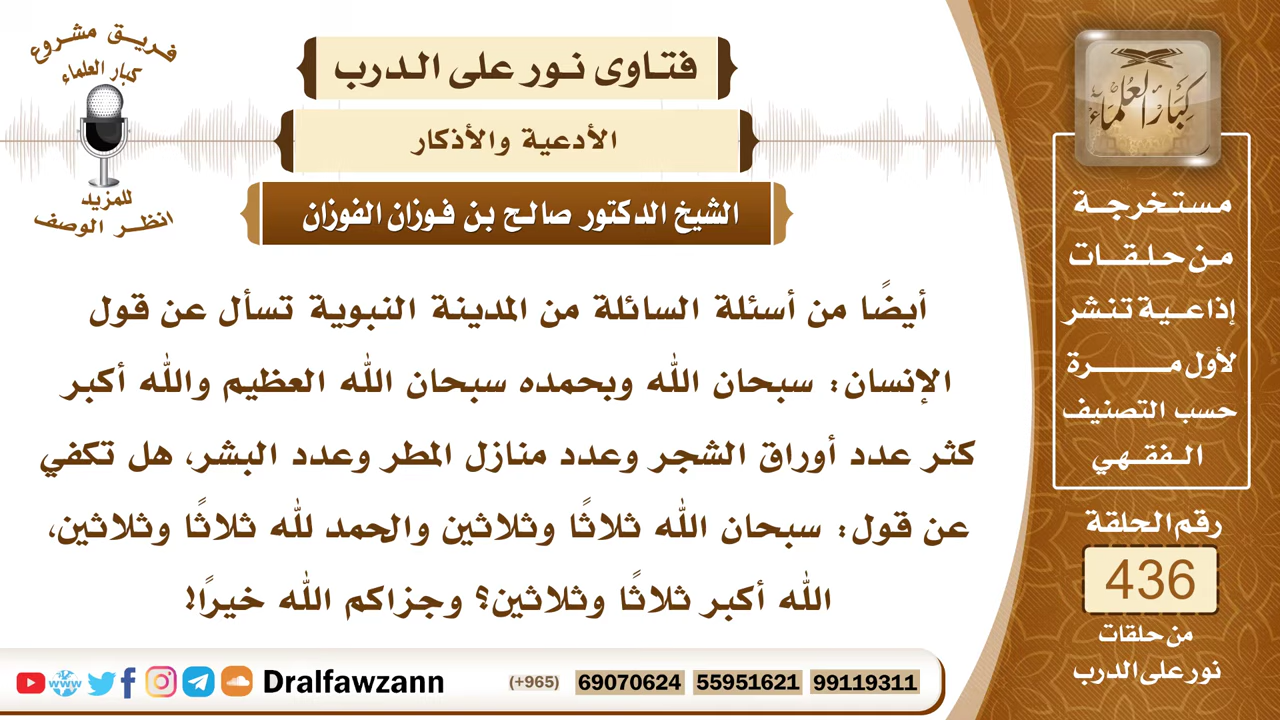 فريق مشروع
كبار العلماء
للمزيد
انظر الوصف
فتاوى نور على الدرب
الأدعية والأذكار
الشيخ الدكتور صالح بن فوزان الفوزان
أيضًا من أسئلة السائلة من المدينة النبوية تسأل عن قول
الإنسان: سبحان الله وبحمده سبحان الله العظيم والله أكبر
كثر عدد أوراق الشجر وعدد منازل المطر وعدد البشر، هل تكفي
عن قول: سبحان الله ثلاثًا وثلاثين والحمد لله ثلاثًا وثلاثين،
الله أكبر ثلاثًا وثلاثين؟ وجزاكم الله خيرًا!
كبار العلماء
مستخرجة
من حلقات
إذاعية تنشر
لأول مرة
حسب التصنيف
الفقهي
رقم الحلقة
436
من حلقات
نور على الدرب
www Dralfawzann (+965) 69070624 55951621 99119311